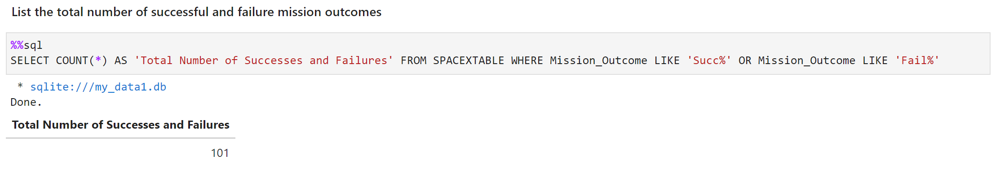 List the total number of successful and failure mission outcomes
%%sql
SELECT COUNT(*) AS 'Total Number of Successes and Failures' FROM SPACEXTABLE WHERE Mission_Outcome LIKE 'Succ%' OR Mission_Outcome LIKE 'Fail%'
* sqlite:///my_data1.db
Done.
Total Number of Successes and Failures
101